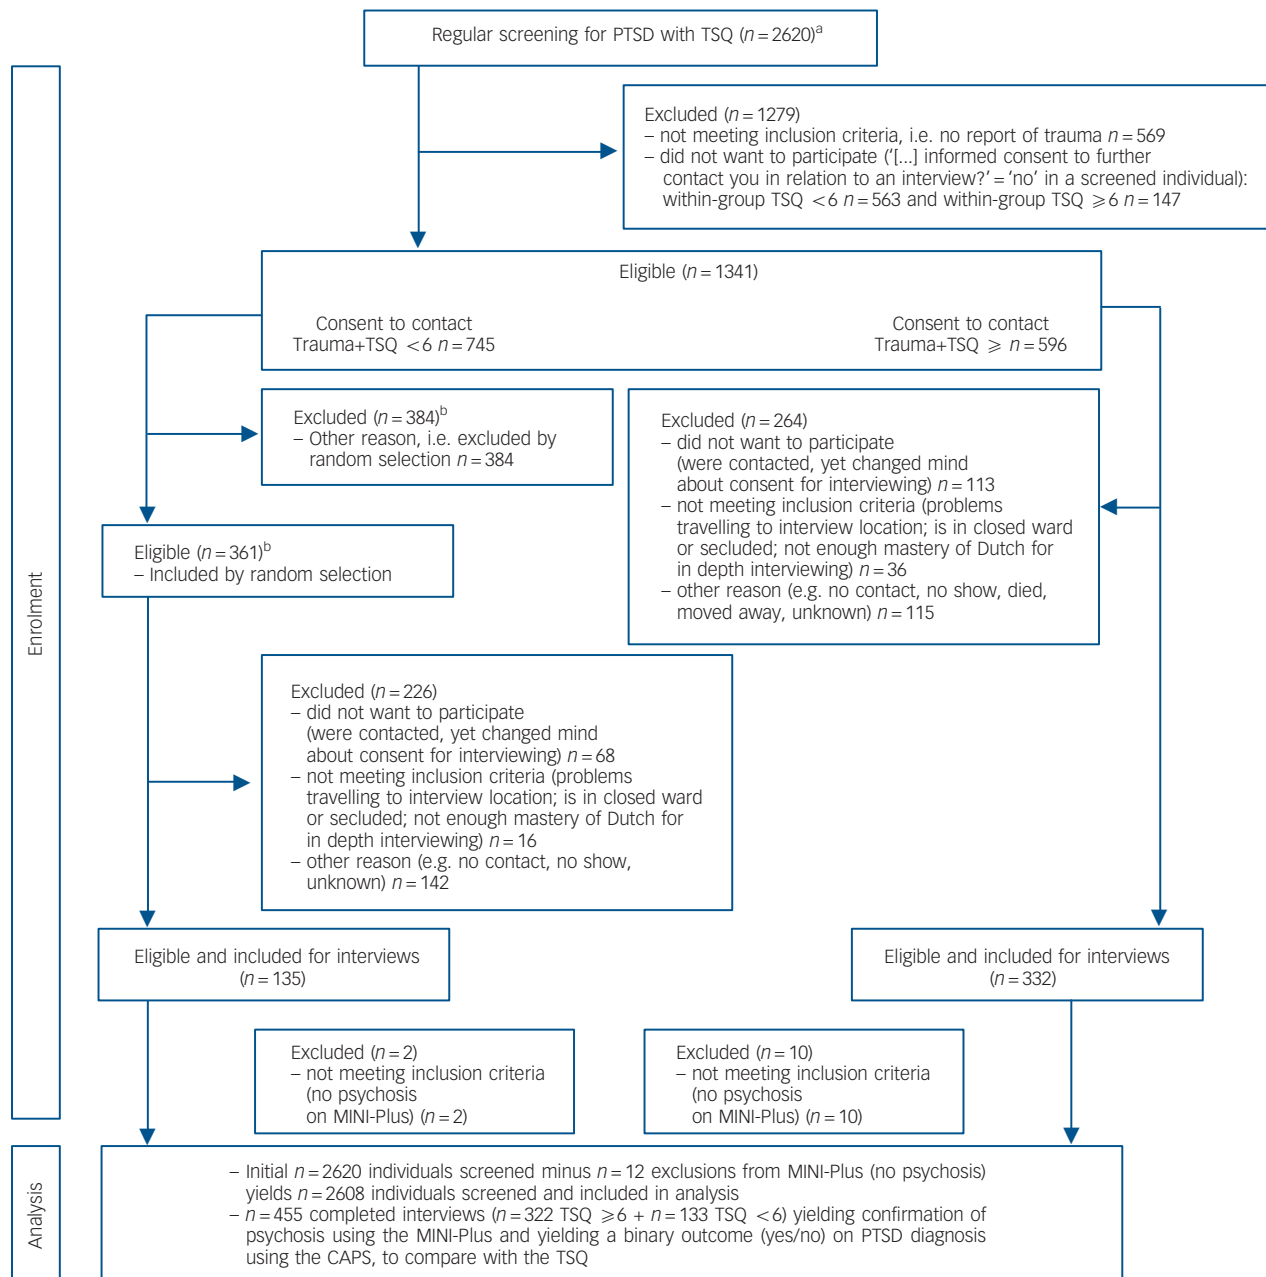 Regular screening for PTSD with TSQ (n = 2620)a
Excluded (n = 1279)
– not meeting inclusion criteria, i.e. no report of trauma n = 569
– did not want to participate (‘[...] informed consent to further
contact you in relation to an interview?’ = ‘no’ in a screened individual):
within-group TSQ <6 n = 563 and within-group TSQ ⩾6 n = 147
Eligible (n = 1341)
Consent to contact
Trauma+TSQ <6 n = 745
Consent to contact
Trauma+TSQ ⩾ n = 596
Excluded (n = 384)b
– Other reason, i.e. excluded by
random selection n = 384
Excluded (n = 264)
– did not want to participate
(were contacted, yet changed mind
about consent for interviewing) n = 113
– not meeting inclusion criteria (problems
travelling to interview location; is in closed ward
or secluded; not enough mastery of Dutch for
in depth interviewing) n = 36
– other reason (e.g. no contact, no show, died,
moved away, unknown) n = 115
Eligible (n = 361)b
– Included by random selection
Enrolment
Excluded (n = 226)
– did not want to participate
(were contacted, yet changed mind
about consent for interviewing) n = 68
– not meeting inclusion criteria (problems
travelling to interview location; is in closed ward
or secluded; not enough mastery of Dutch for
in depth interviewing) n = 16
– other reason (e.g. no contact, no show,
unknown) n = 142
Eligible and included for interviews
(n = 135)
Eligible and included for interviews
(n = 332)
Excluded (n = 2)
– not meeting inclusion criteria
(no psychosis
on MINI-Plus) (n = 2)
Excluded (n = 10)
– not meeting inclusion criteria
(no psychosis
on MINI-Plus) (n = 10)
Analysis
– Initial n = 2620 individuals screened minus n = 12 exclusions from MINI-Plus (no psychosis)
yields n = 2608 individuals screened and included in analysis
– n = 455 completed interviews (n = 322 TSQ ⩾6 + n = 133 TSQ <6) yielding confirmation of
psychosis using the MINI-Plus and yielding a binary outcome (yes/no) on PTSD diagnosis
using the CAPS, to compare with the TSQ